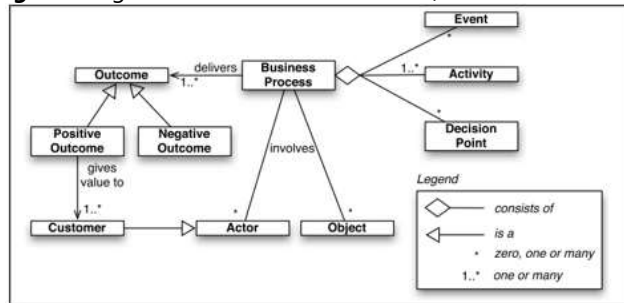 Event
*
delivers
Business
Process
Outcome
1..*
1..*
Activity
*
Decision
Point
Positive
Outcome
Negative
Outcome
involves
gives
value to
Legend
consists of
is a
1..*
*
*
* zero, one or many
Customer
Actor
Object
1..* one or many